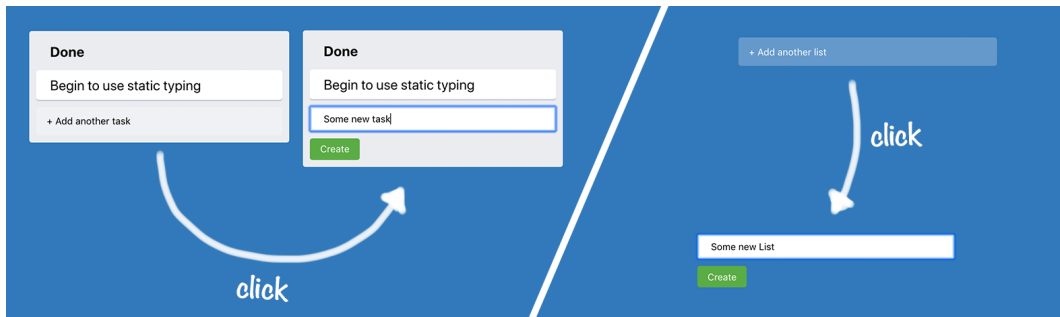 Done
Begin to use static typing
+ Add another task
Done
Begin to use static typing
Some new task
Create
click
+ Add another list
click
Some new List
Create